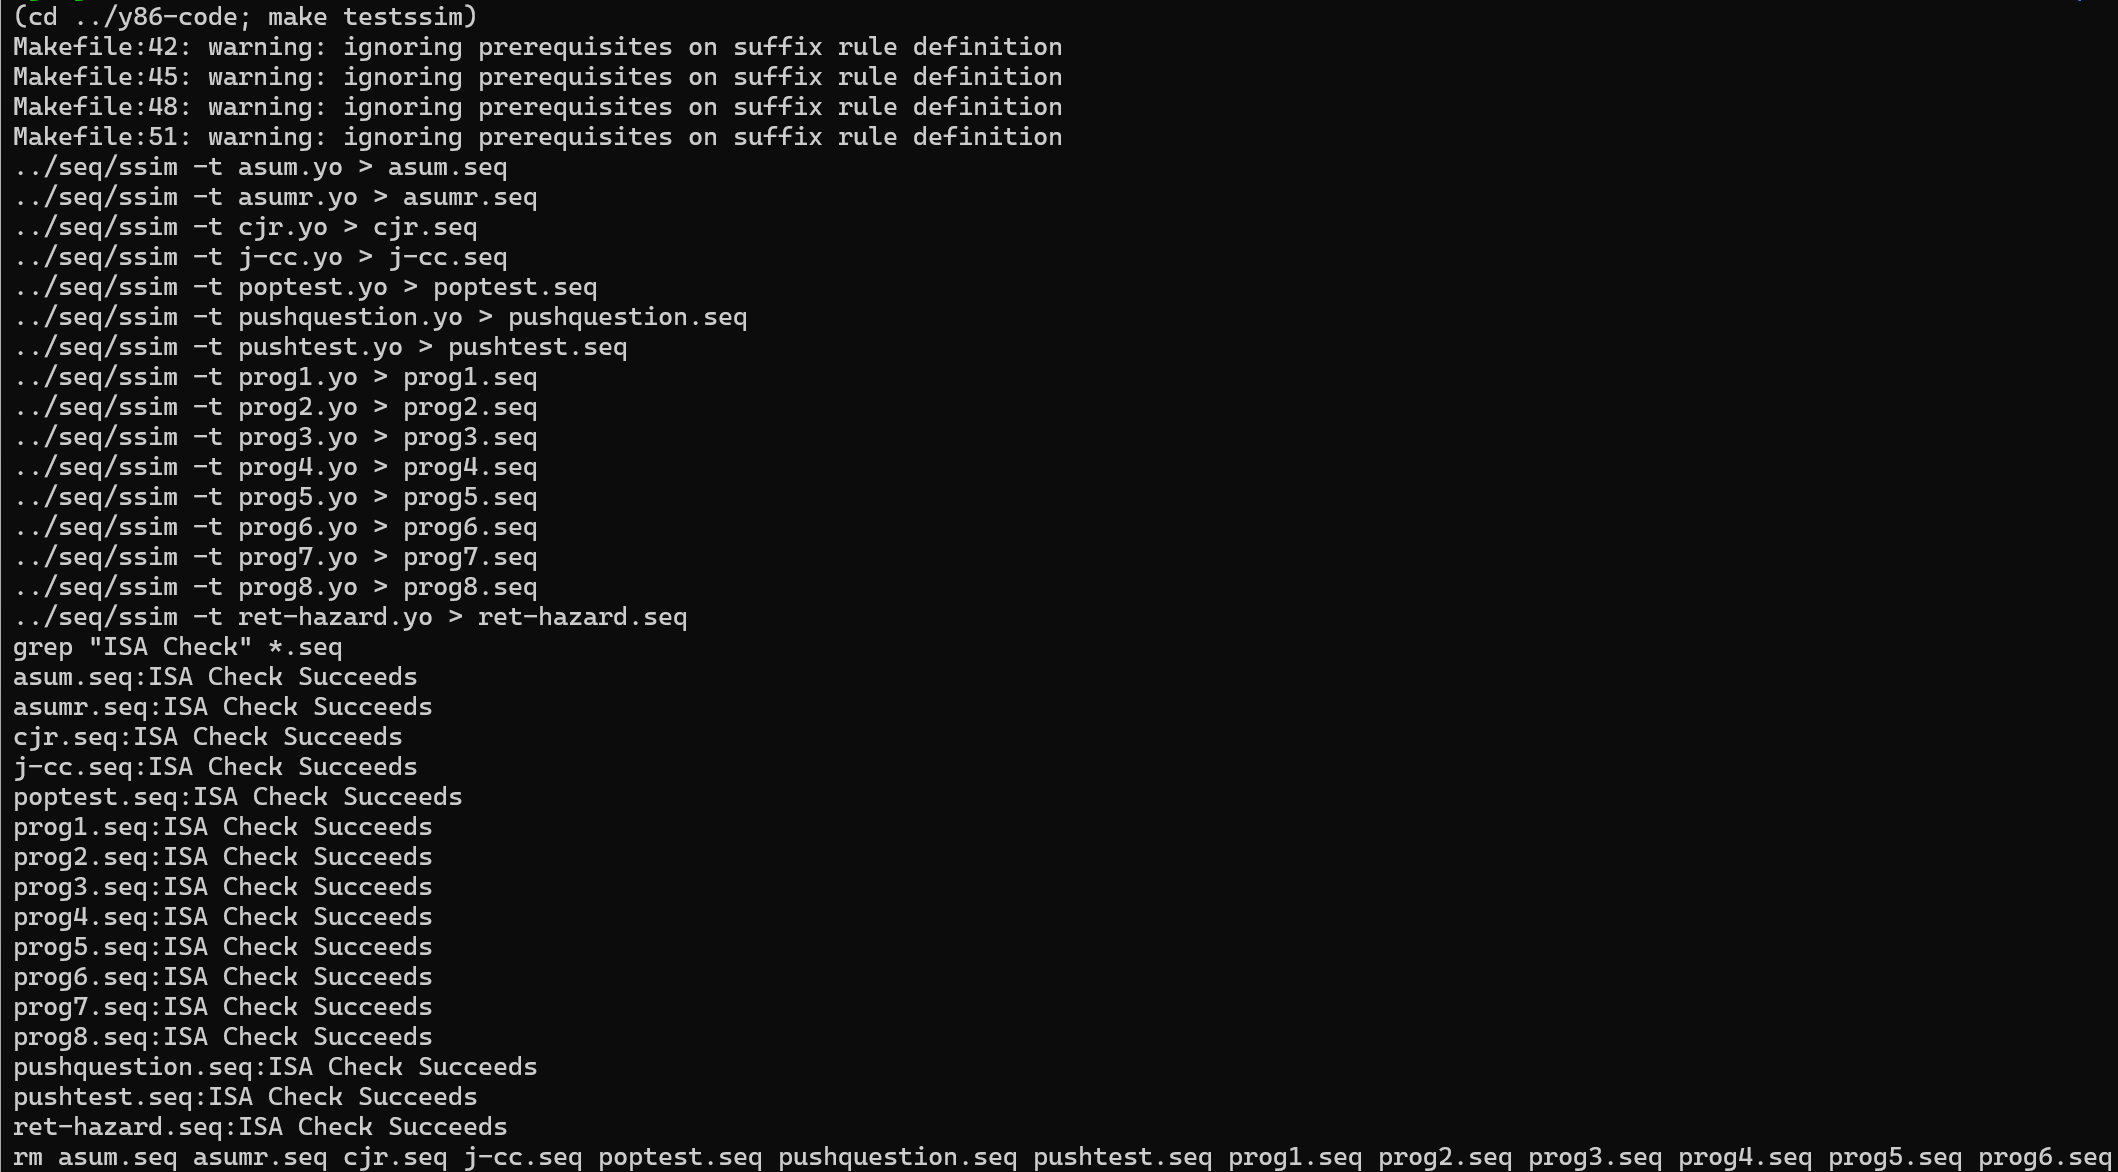 (cd ../y86-code; make testssim)
Makefile:42: warning: ignoring prerequisites on suffix rule definition
Makefile:45: warning: ignoring prerequisites on suffix rule definition
Makefile:48: warning: ignoring prerequisites on suffix rule definition
Makefile:51: warning: ignoring prerequisites on suffix rule definition
../seq/ssim -t asum.yo > asum.seq
../seq/ssim -t asumr.yo > asumr.seq
../seq/ssim -t cjr.yo > cjr.seq
../seq/ssim -t j-cc.yo > j-cc.seq
../seq/ssim -t poptest.yo > poptest.seq
../seq/ssim -t pushquestion.yo > pushquestion.seq
../seq/ssim -t pushtest.yo > pushtest.seq
../seq/ssim -t prog1.yo > prog1.seq
../seq/ssim -t prog2.yo > prog2.seq
../seq/ssim -t prog3.yo > prog3.seq
../seq/ssim -t prog4.yo > prog4.seq
../seq/ssim -t prog5.yo > prog5.seq
../seq/ssim -t prog6.yo > prog6.seq
../seq/ssim -t prog7.yo > prog7.seq
../seq/ssim -t prog8.yo > prog8.seq
../seq/ssim -t ret-hazard.yo > ret-hazard.seq
grep "ISA Check" *.seq
asum.seq:ISA Check Succeeds
asumr.seq:ISA Check Succeeds
cjr.seq:ISA Check Succeeds
j-cc.seq:ISA Check Succeeds
poptest.seq:ISA Check Succeeds
prog1.seq:ISA Check Succeeds
prog2.seq:ISA Check Succeeds
prog3.seq:ISA Check Succeeds
prog4.seq:ISA Check Succeeds
prog5.seq:ISA Check Succeeds
prog6.seq:ISA Check Succeeds
prog7.seq:ISA Check Succeeds
prog8.seq:ISA Check Succeeds
pushquestion.seq:ISA Check Succeeds
pushtest.seq:ISA Check Succeeds
ret-hazard.seq:ISA Check Succeeds
rm asum.seq asumr.seq cjr.seq j-cc.seq poptest.seq pushquestion.seq pushtest.seq prog1.seq prog2.seq prog3.seq prog4.seq prog5.seq prog6.seq